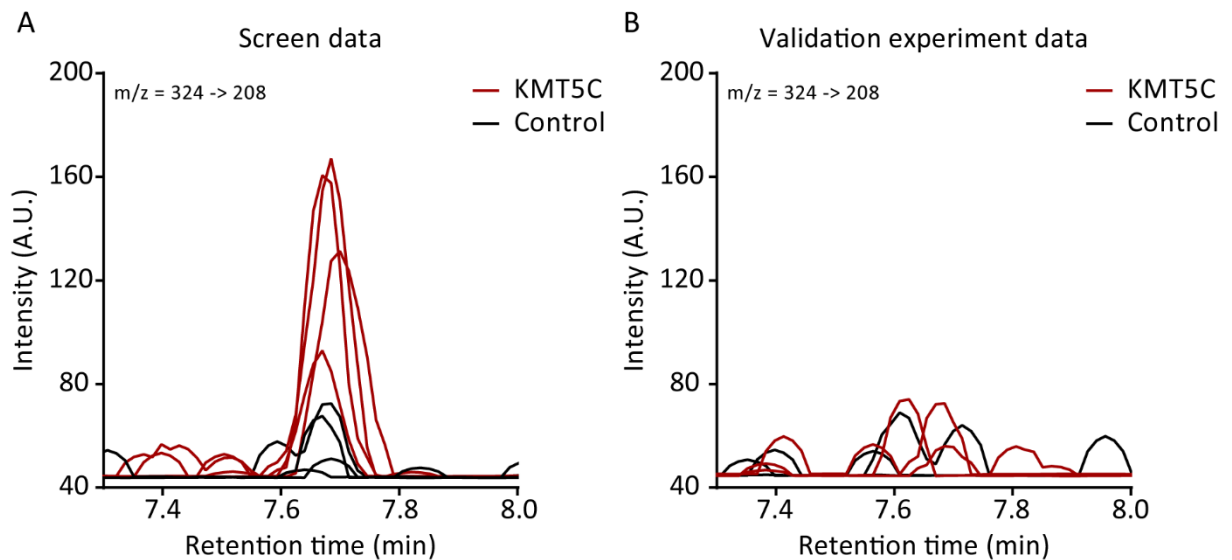 A
Screen data
200
160
120
80
40
Intensity (A.U.)
m/z = 324 -> 208
KMT5C
Control
7.4
7.6
7.8
8.0
Retention time (min)
B
Validation experiment data
200
160
120
80
40
Intensity (A.U.)
m/z = 324 -> 208
KMT5C
Control
7.4
7.6
7.8
8.0
Retention time (min)